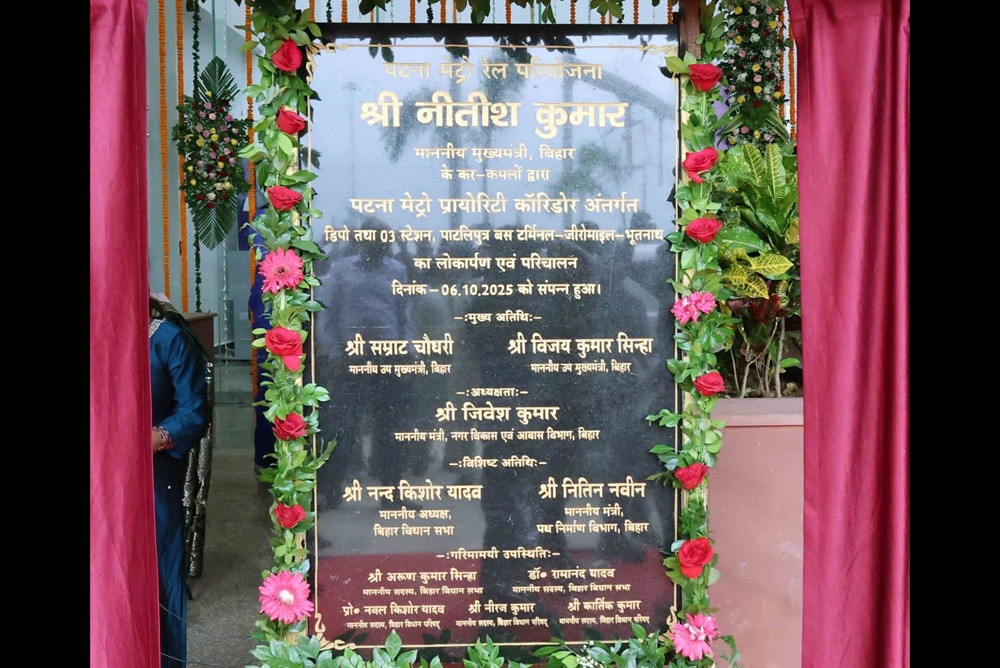 पटना मेट्रो रेल परियोजना
श्री नीतीश कुमार
माननीय मुख्यमंत्री, बिहार
के कर-कमलों द्वारा
पटना मेट्रो प्रायोरिटी कॉरिडोर अंतर्गत
डिपो तथा 03 स्टेशन, पाटलिपुत्र बस टर्मिनल-जीरोमाइल-भूतनाथ
का लोकार्पण एवं परिचालन
दिनांक - 06.10.2025 को संपन्न हुआ।
-:मुख्य अतिथि:-
श्री सम्राट चौधरी श्री विजय कुमार सिन्हा
माननीय उप मुख्यमंत्री, बिहार माननीय उप मुख्यमंत्री, बिहार
-:अध्यक्षता:-
श्री जिवेश कुमार
माननीय मंत्री, नगर विकास एवं आवास विभाग, बिहार
-:विशिष्ट अतिथि:-
श्री नन्द किशोर यादव श्री नितिन नवीन
माननीय अध्यक्ष, माननीय मंत्री,
बिहार विधान सभा पथ निर्माण विभाग, बिहार
-:गरिमामयी उपस्थिति:-
श्री अरूण कुमार सिन्हा डॉ० रामानंद यादव
माननीय सदस्य, बिहार विधान सभा माननीय सदस्य, बिहार विधान सभा
प्रो० नवल किशोर यादव श्री नीरज कुमार श्री कार्तिक कुमार
माननीय सदस्य, बिहार विधान परिषद् माननीय सदस्य, बिहार विधान परिषद् माननीय सदस्य, बिहार विधान परिषद्